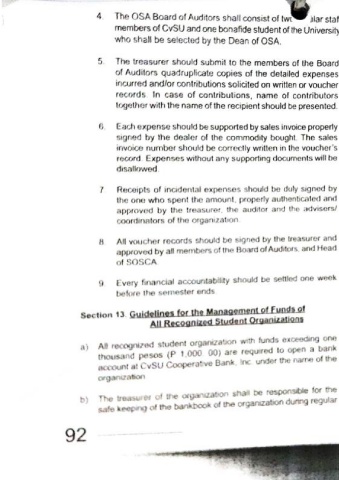 4. The OSA Board of Auditors shall consist of
members of CvSU and one bonafide student of the University
who shall be selected by the Dean of OSA.
5. The treasurer should submit to the members of the Board
of Auditors quadruplicate copies of the detailed expenses
incurred and/or contributions solicited on written or voucher
records. In case of contributions, name of contributors
together with the name of the recipient should be presented.
6. Each expense should be supported by sales invoice properly
signed by the dealer of the commodity bought. The sales
invoice number should be correctly written in the voucher's
record. Expenses without any supporting documents will be
disallowed.
7. Receipts of incidental expenses should be duly signed by
the one who spent the amount, properly authenticated and
approved by the treasurer, the auditor and the advisers/
coordinators of the organization.
8. All voucher records should be signed by the treasurer and
approved by all members of the Board of Auditors, and Head
of SOSCA.
9. Every financial accountability should be settled one week
before the semester ends.
Section 13. Guidelines for the Management of Funds of
All Recognized Student Organizations
a) All recognized student organization with funds exceeding one
thousand pesos (P 1,000. 00) are required to open a bank
account at CvSU Cooperative Bank, Inc. under the name of the
organization
b) The treasurer of the organization shall be responsible for the
safe keeping of the bankbook of the organization during regular
92